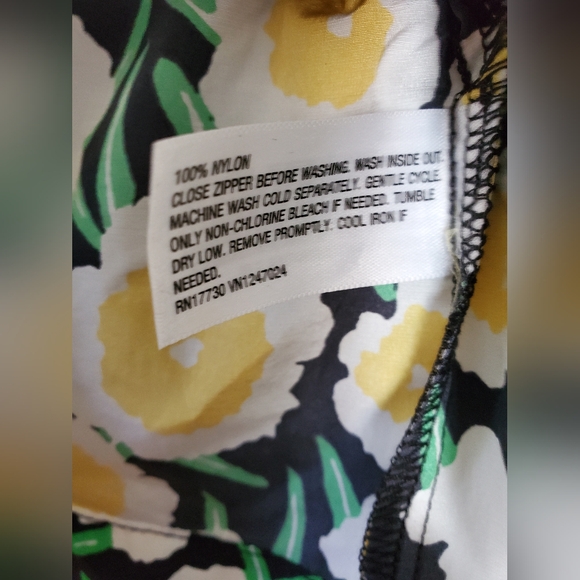 100% NYLON
CLOSE ZIPPER BEFORE WASHING. WASH INSIDE OUT.
MACHINE WASH COLD SEPARATELY. GENTLE CYCLE.
ONLY NON-CHLORINE BLEACH IF NEEDED. TUMBLE
DRY LOW. REMOVE PROMPTLY. COOL IRON IF
NEEDED.
RN17730 VN1247024